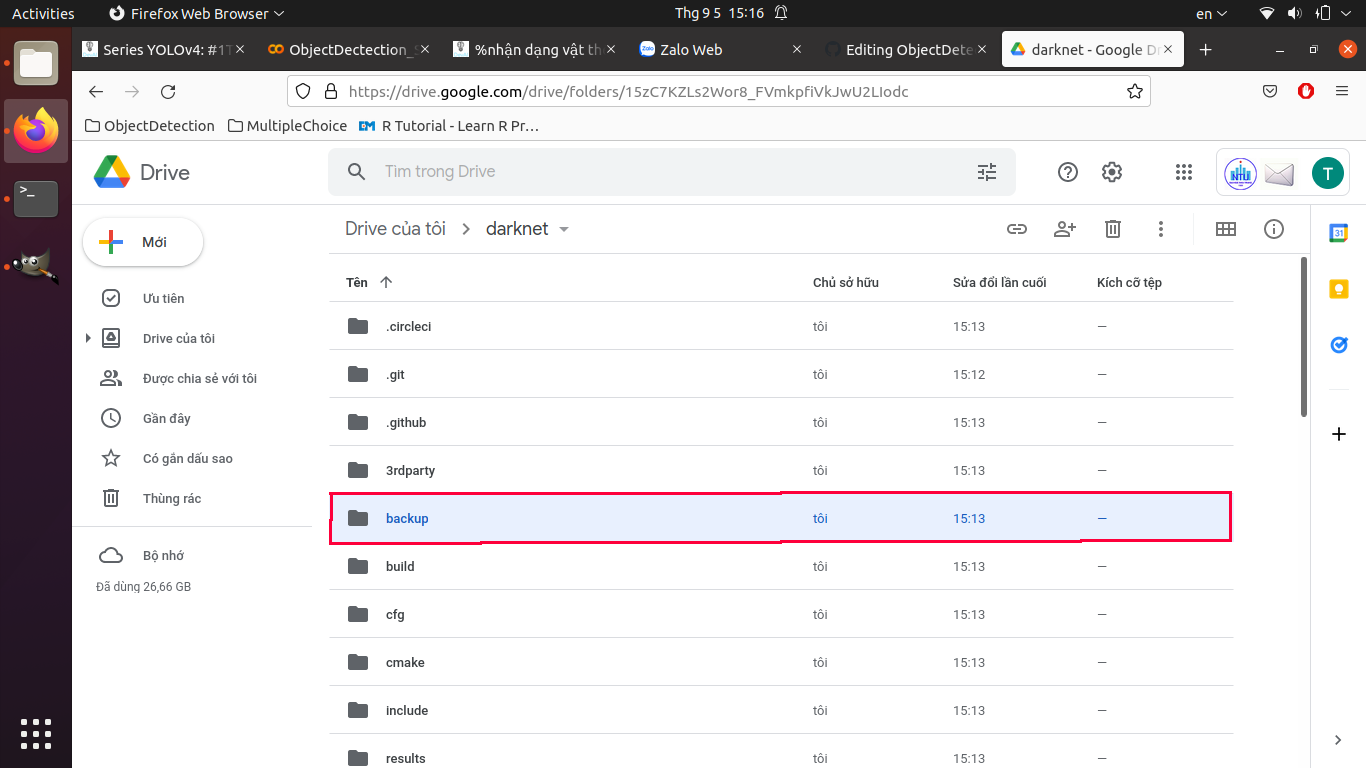 Activities Firefox Web Browser Thg 9 5 15:16 en
Series YOLOv4: #1T ObjectDectection_S %nhận dạng vật th Zalo Zalo Web Editing ObjectDete darknet - Google Dr
https://drive.google.com/drive/folders/15zC7KZLs2Wor8_FVmkpfiVkJwU2LIodc
ObjectDetection MultipleChoice R Tutorial - Learn R Pr…
Drive Tìm trong Drive NTU T
Mới
Drive của tôi darknet
31
Tên Chủ sở hữu Sửa đổi lần cuối Kích cỡ tệp
Ưu tiên
Drive của tôi
Được chia sẻ với tôi
Gần đây
Có gắn dấu sao
Thùng rác
Bộ nhớ
Đã dùng 26,66 GB
.circleci tôi 15:13 —
.git tôi 15:12 —
.github tôi 15:13 —
3rdparty tôi 15:13 —
backup tôi 15:13 —
build tôi 15:13 —
cfg tôi 15:13 —
cmake tôi 15:13 —
include tôi 15:13 —
results tôi 15:13 —